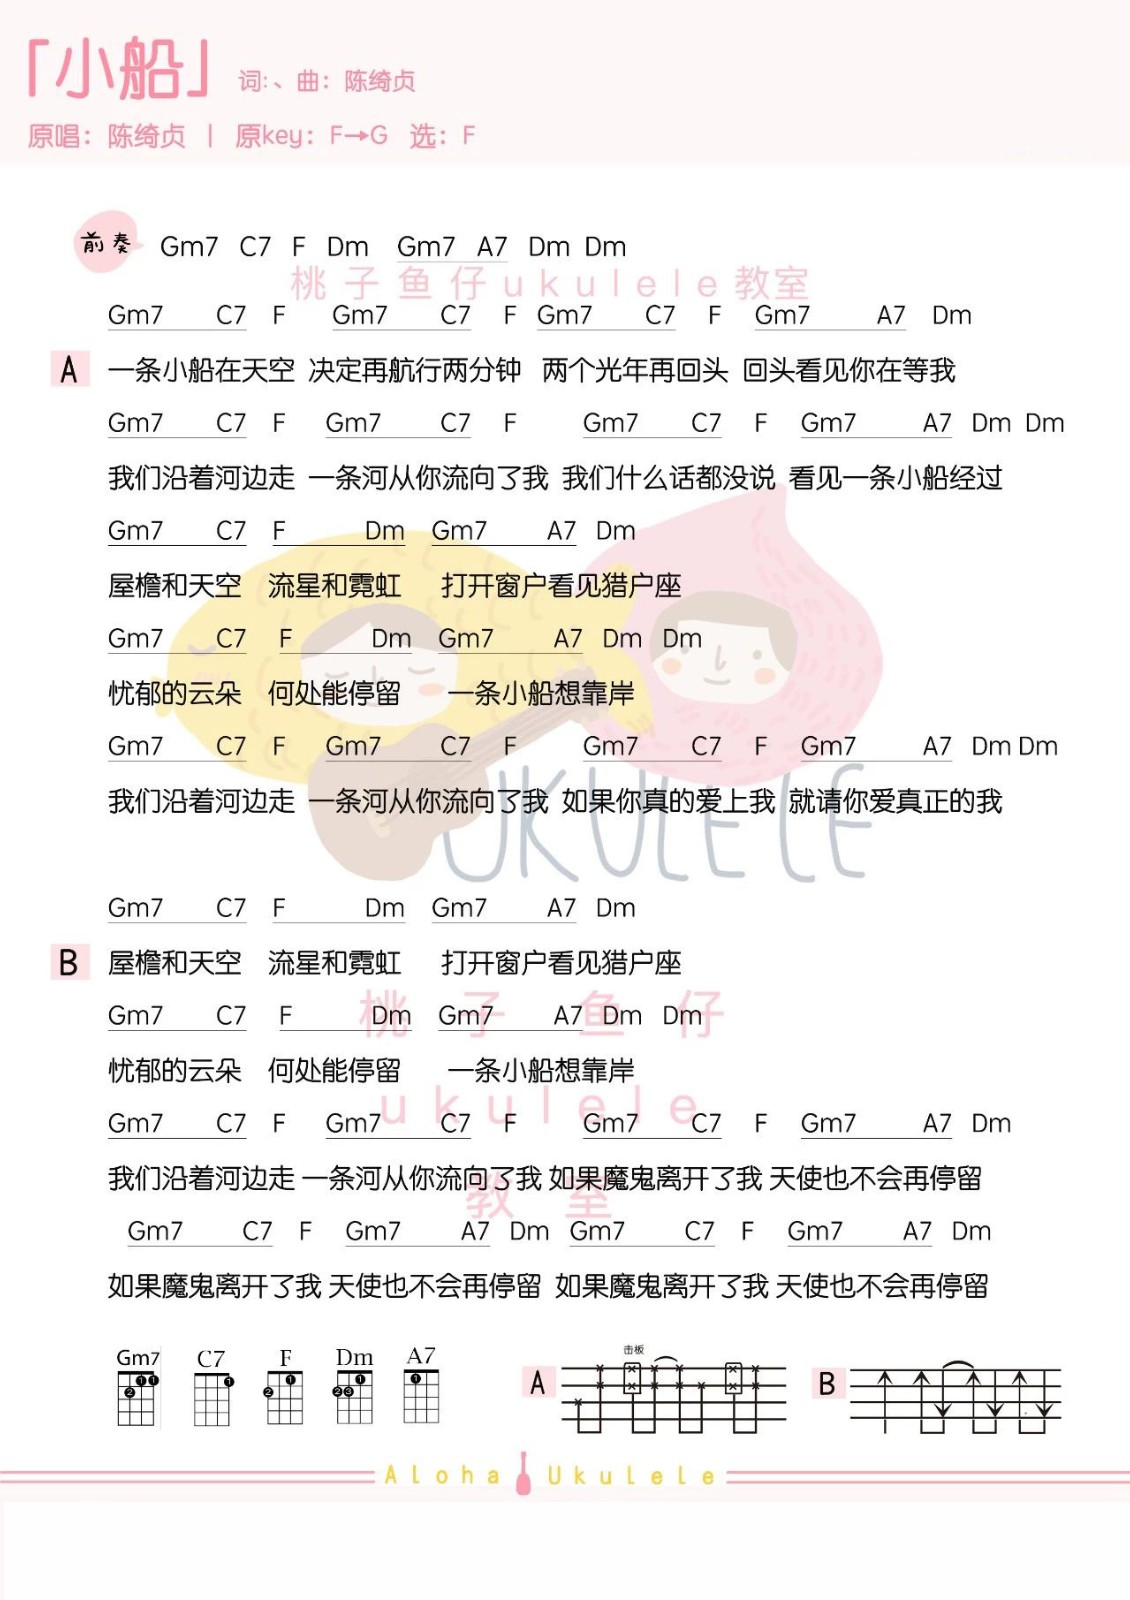 「小船」 词:、曲：陈绮贞
原唱：陈绮贞 | 原key：F→G 选：F
前奏 Gm7 C7 F Dm Gm7 A7 Dm Dm
桃子鱼仔ukulele教室
Gm7 C7 F Gm7 C7 F Gm7 C7 F Gm7 A7 Dm
A 一条小船在天空 决定再航行两分钟 两个光年再回头 回头看见你在等我
Gm7 C7 F Gm7 C7 F Gm7 C7 F Gm7 A7 Dm Dm
我们沿着河边走 一条河从你流向了我 我们什么话都没说 看见一条小船经过
Gm7 C7 F Dm Gm7 A7 Dm
屋檐和天空 流星和霓虹 打开窗户看见猎户座
Gm7 C7 F Dm Gm7 A7 Dm Dm
忧郁的云朵 何处能停留 一条小船想靠岸
Gm7 C7 F Gm7 C7 F Gm7 C7 F Gm7 A7 Dm Dm
我们沿着河边走 一条河从你流向了我 如果你真的爱上我 就请你爱真正的我
UKULELE
Gm7 C7 F Dm Gm7 A7 Dm
B 屋檐和天空 流星和霓虹 打开窗户看见猎户座
桃子鱼仔
Gm7 C7 F Dm Gm7 A7 Dm Dm
忧郁的云朵 何处能停留 一条小船想靠岸
ukulele
Gm7 C7 F Gm7 C7 F Gm7 C7 F Gm7 A7 Dm
我们沿着河边走 一条河从你流向了我 如果魔鬼离开了我 天使也不会再停留
教室
Gm7 C7 F Gm7 A7 Dm Gm7 C7 F Gm7 A7 Dm
如果魔鬼离开了我 天使也不会再停留 如果魔鬼离开了我 天使也不会再停留
Gm7 C7 F Dm A7 击板
1 1 2 1 1 2 1 2 3 1 A B
Aloha Ukulele